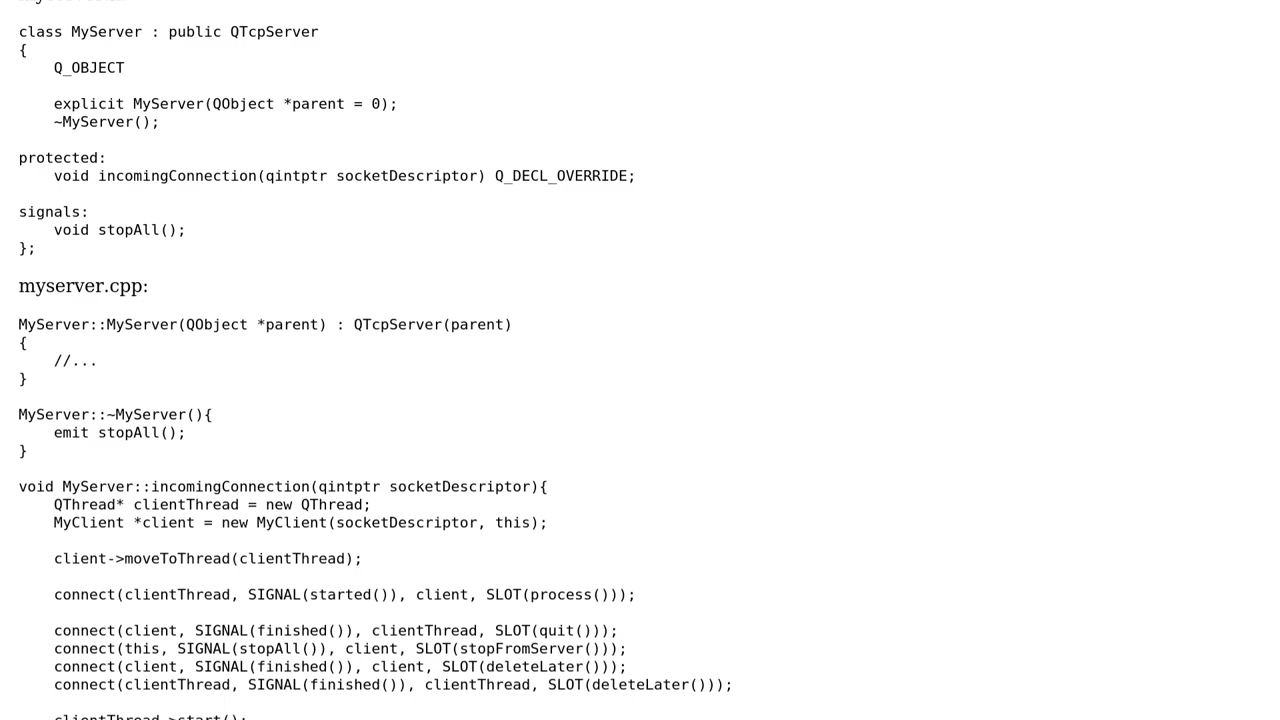 class MyServer : public QTcpServer
{
    Q_OBJECT

    explicit MyServer(QObject *parent = 0);
    ~MyServer();

protected:
    void incomingConnection(qintptr socketDescriptor) Q_DECL_OVERRIDE;

signals:
    void stopAll();
};

myserver.cpp:

MyServer::MyServer(QObject *parent) : QTcpServer(parent)
{
    //...
}

MyServer::~MyServer(){
    emit stopAll();
}

void MyServer::incomingConnection(qintptr socketDescriptor){
    QThread* clientThread = new QThread;
    MyClient *client = new MyClient(socketDescriptor, this);

    client->moveToThread(clientThread);

    connect(clientThread, SIGNAL(started()), client, SLOT(process()));

    connect(client, SIGNAL(finished()), clientThread, SLOT(quit()));
    connect(this, SIGNAL(stopAll()), client, SLOT(stopFromServer()));
    connect(client, SIGNAL(finished()), client, SLOT(deleteLater()));
    connect(clientThread, SIGNAL(finished()), clientThread, SLOT(deleteLater()));

    clientThread->start();